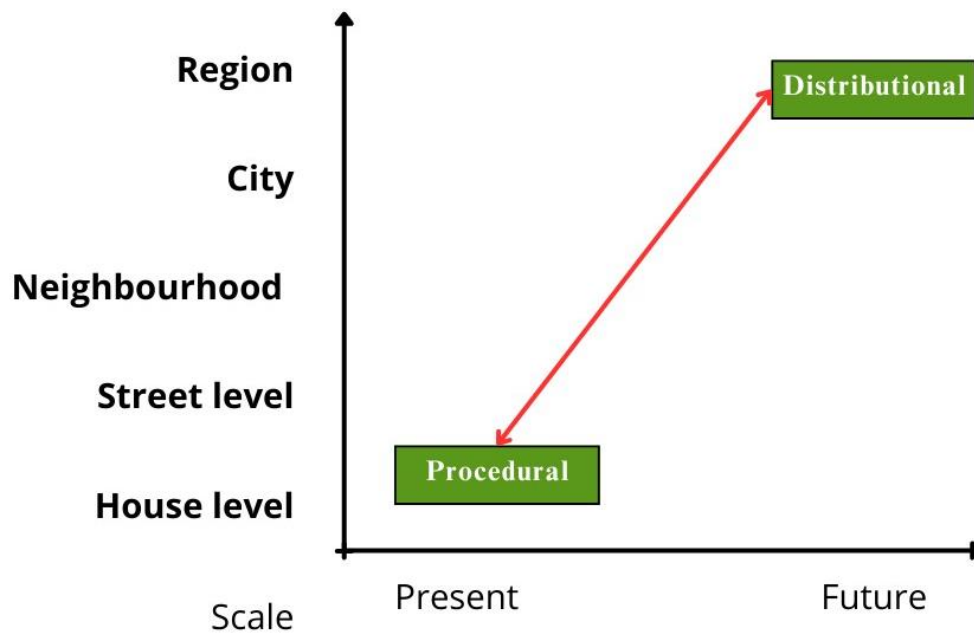 Region
Distributional
City
Neighbourhood
Street level
Procedural
House level
Present
Future
Scale